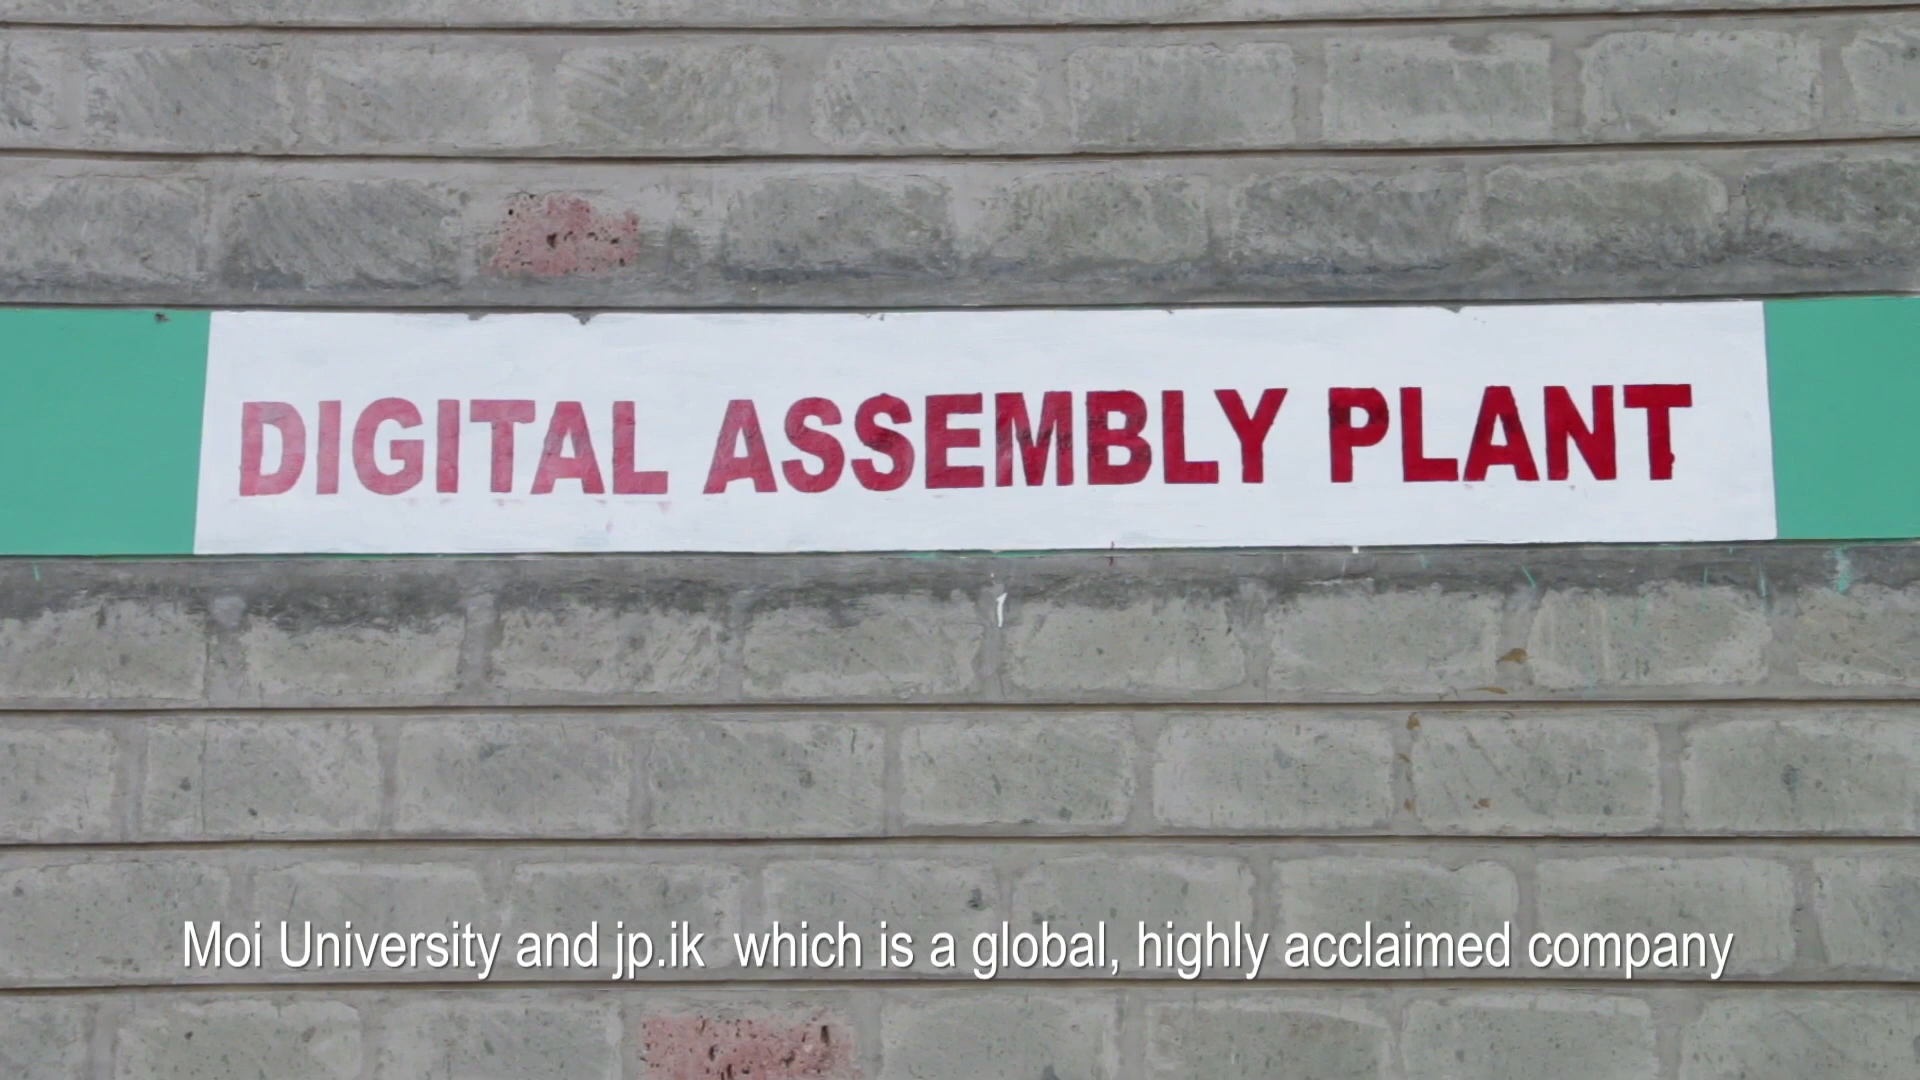 DIGITAL ASSEMBLY PLANT
Moi University and jp.ik which is a global, highly acclaimed company